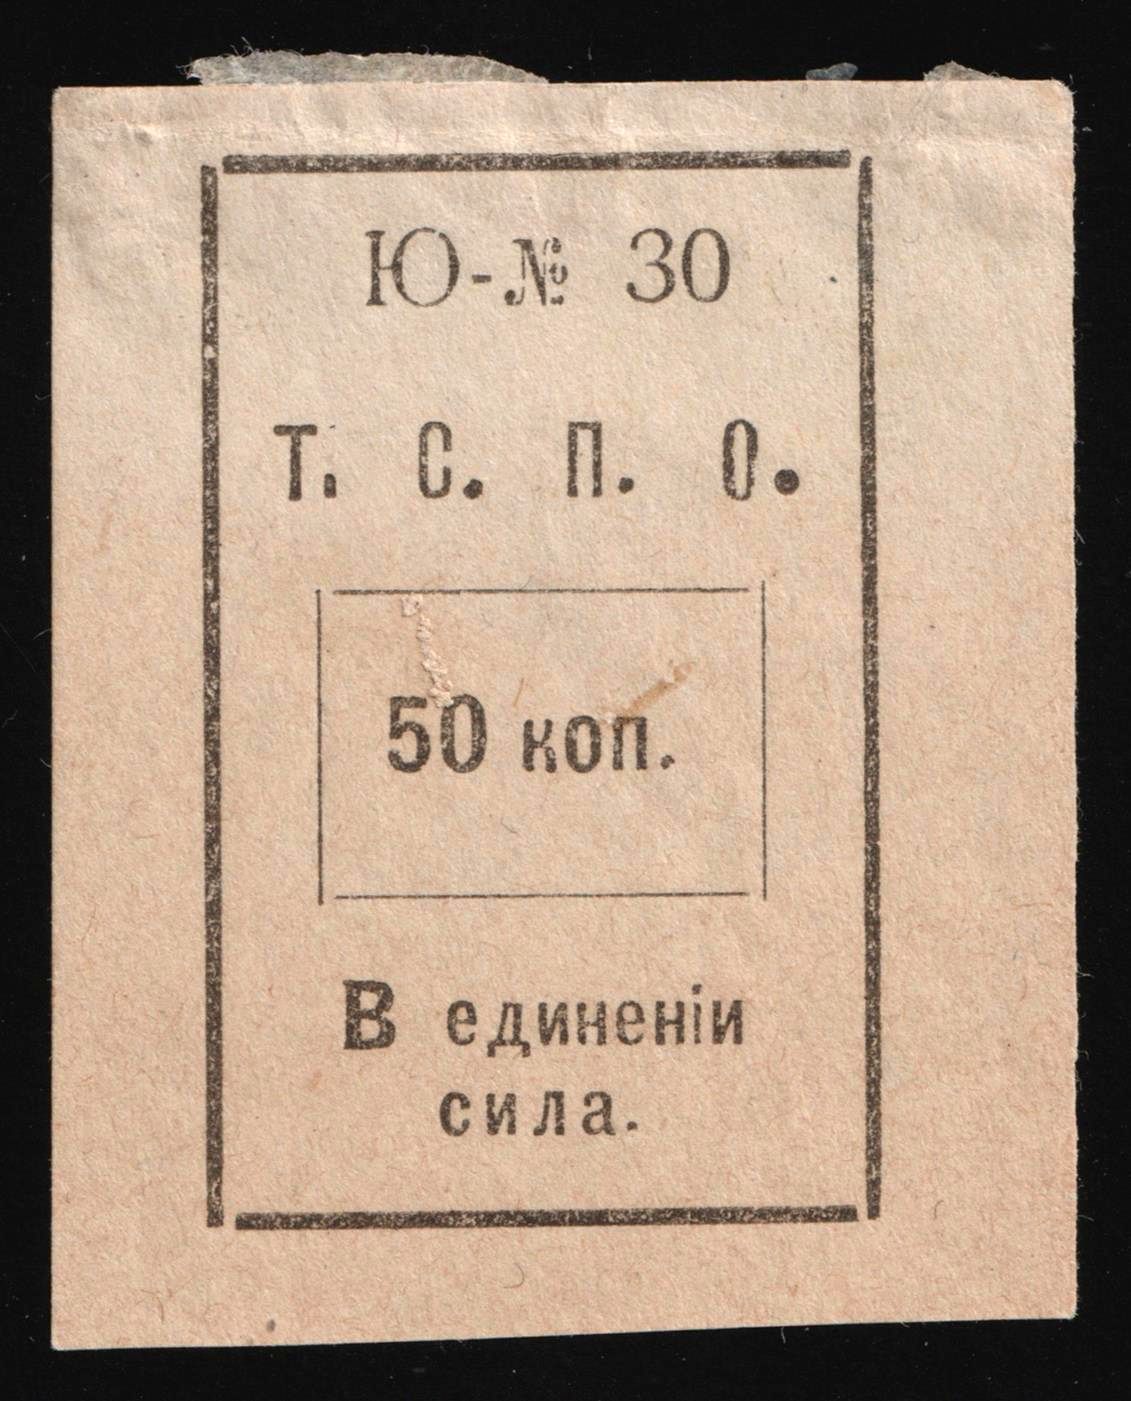 Ю-№ 30
Т. С. П. О.
50 коп.
В единенiи
сила.